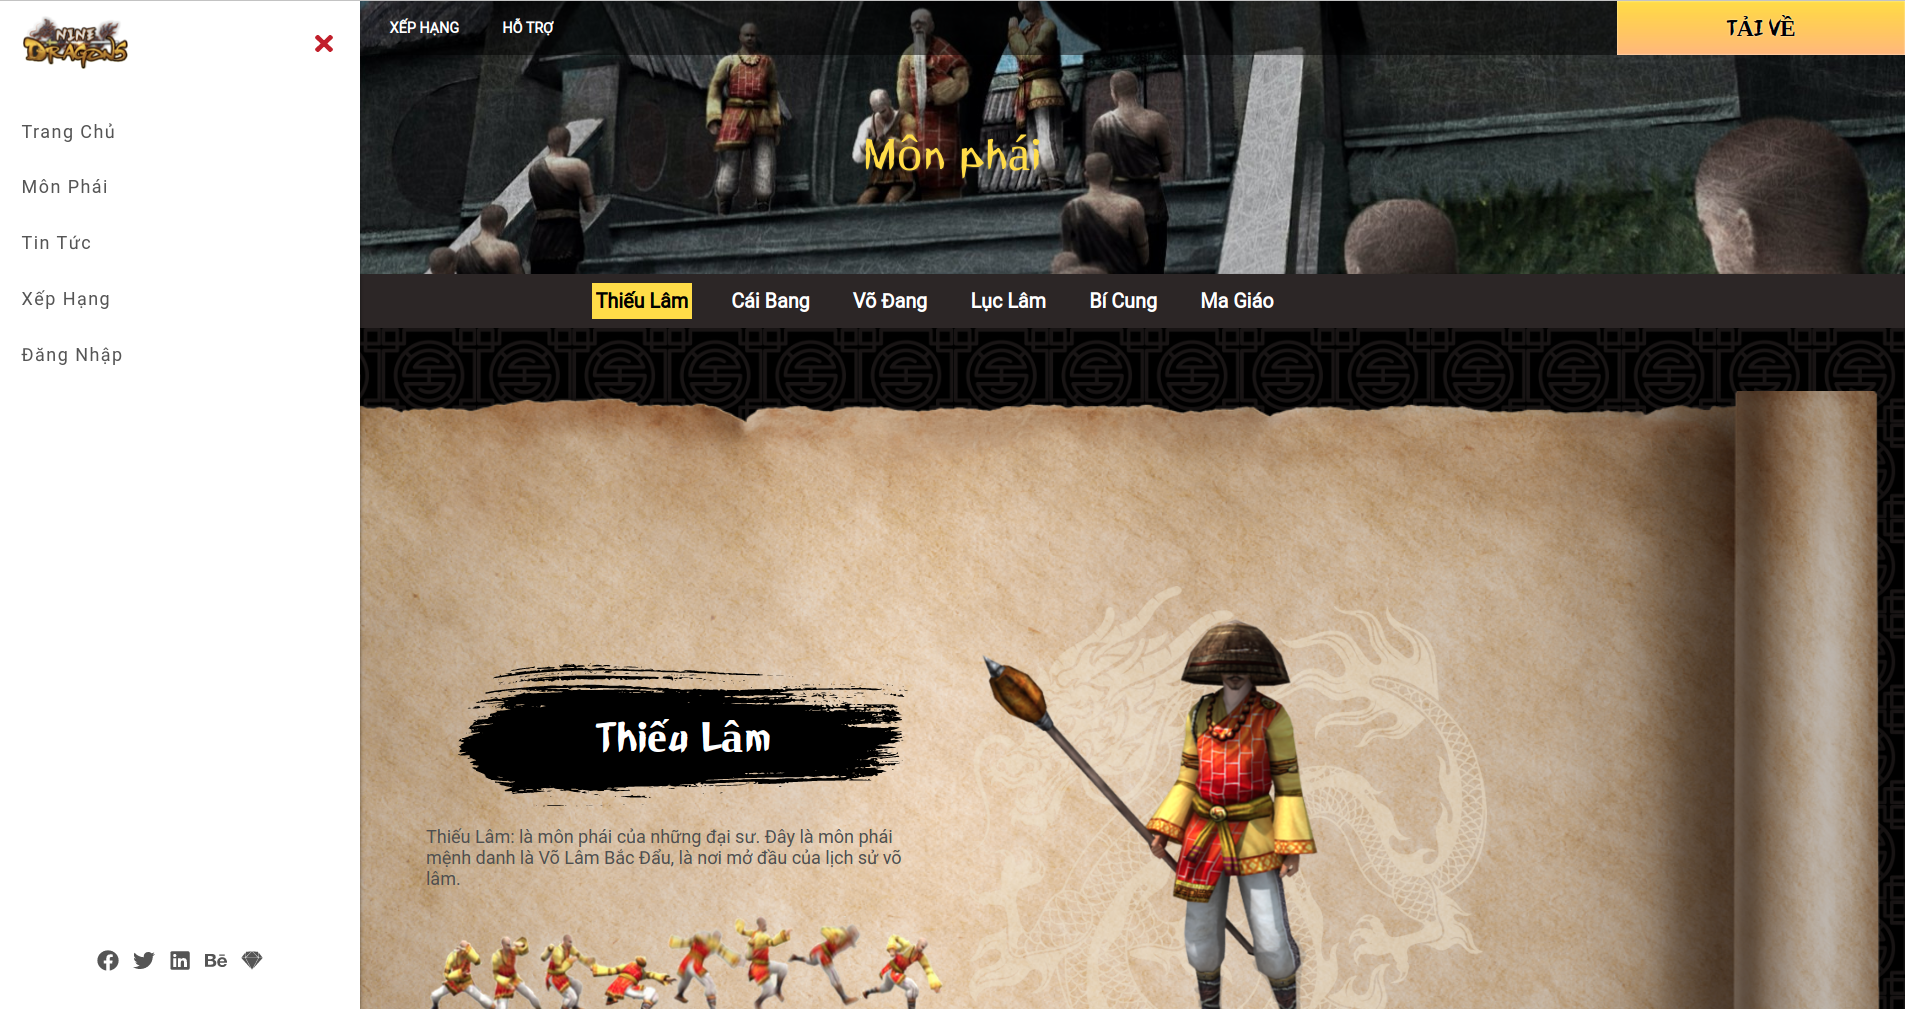 NINE
DRAGONS
Trang Chủ
Môn Phái
Tin Tức
Xếp Hạng
Đăng Nhập
Bē
XẾP HẠNG
HỖ TRỢ
TẢI VỀ
Môn phái
Thiếu Lâm
Cái Bang
Võ Đang
Lục Lâm
Bí Cung
Ma Giáo
Thiếu Lâm
Thiếu Lâm: là môn phái của những đại sư. Đây là môn phái
mệnh danh là Võ Lâm Bắc Đẩu, là nơi mở đầu của lịch sử võ
lâm.